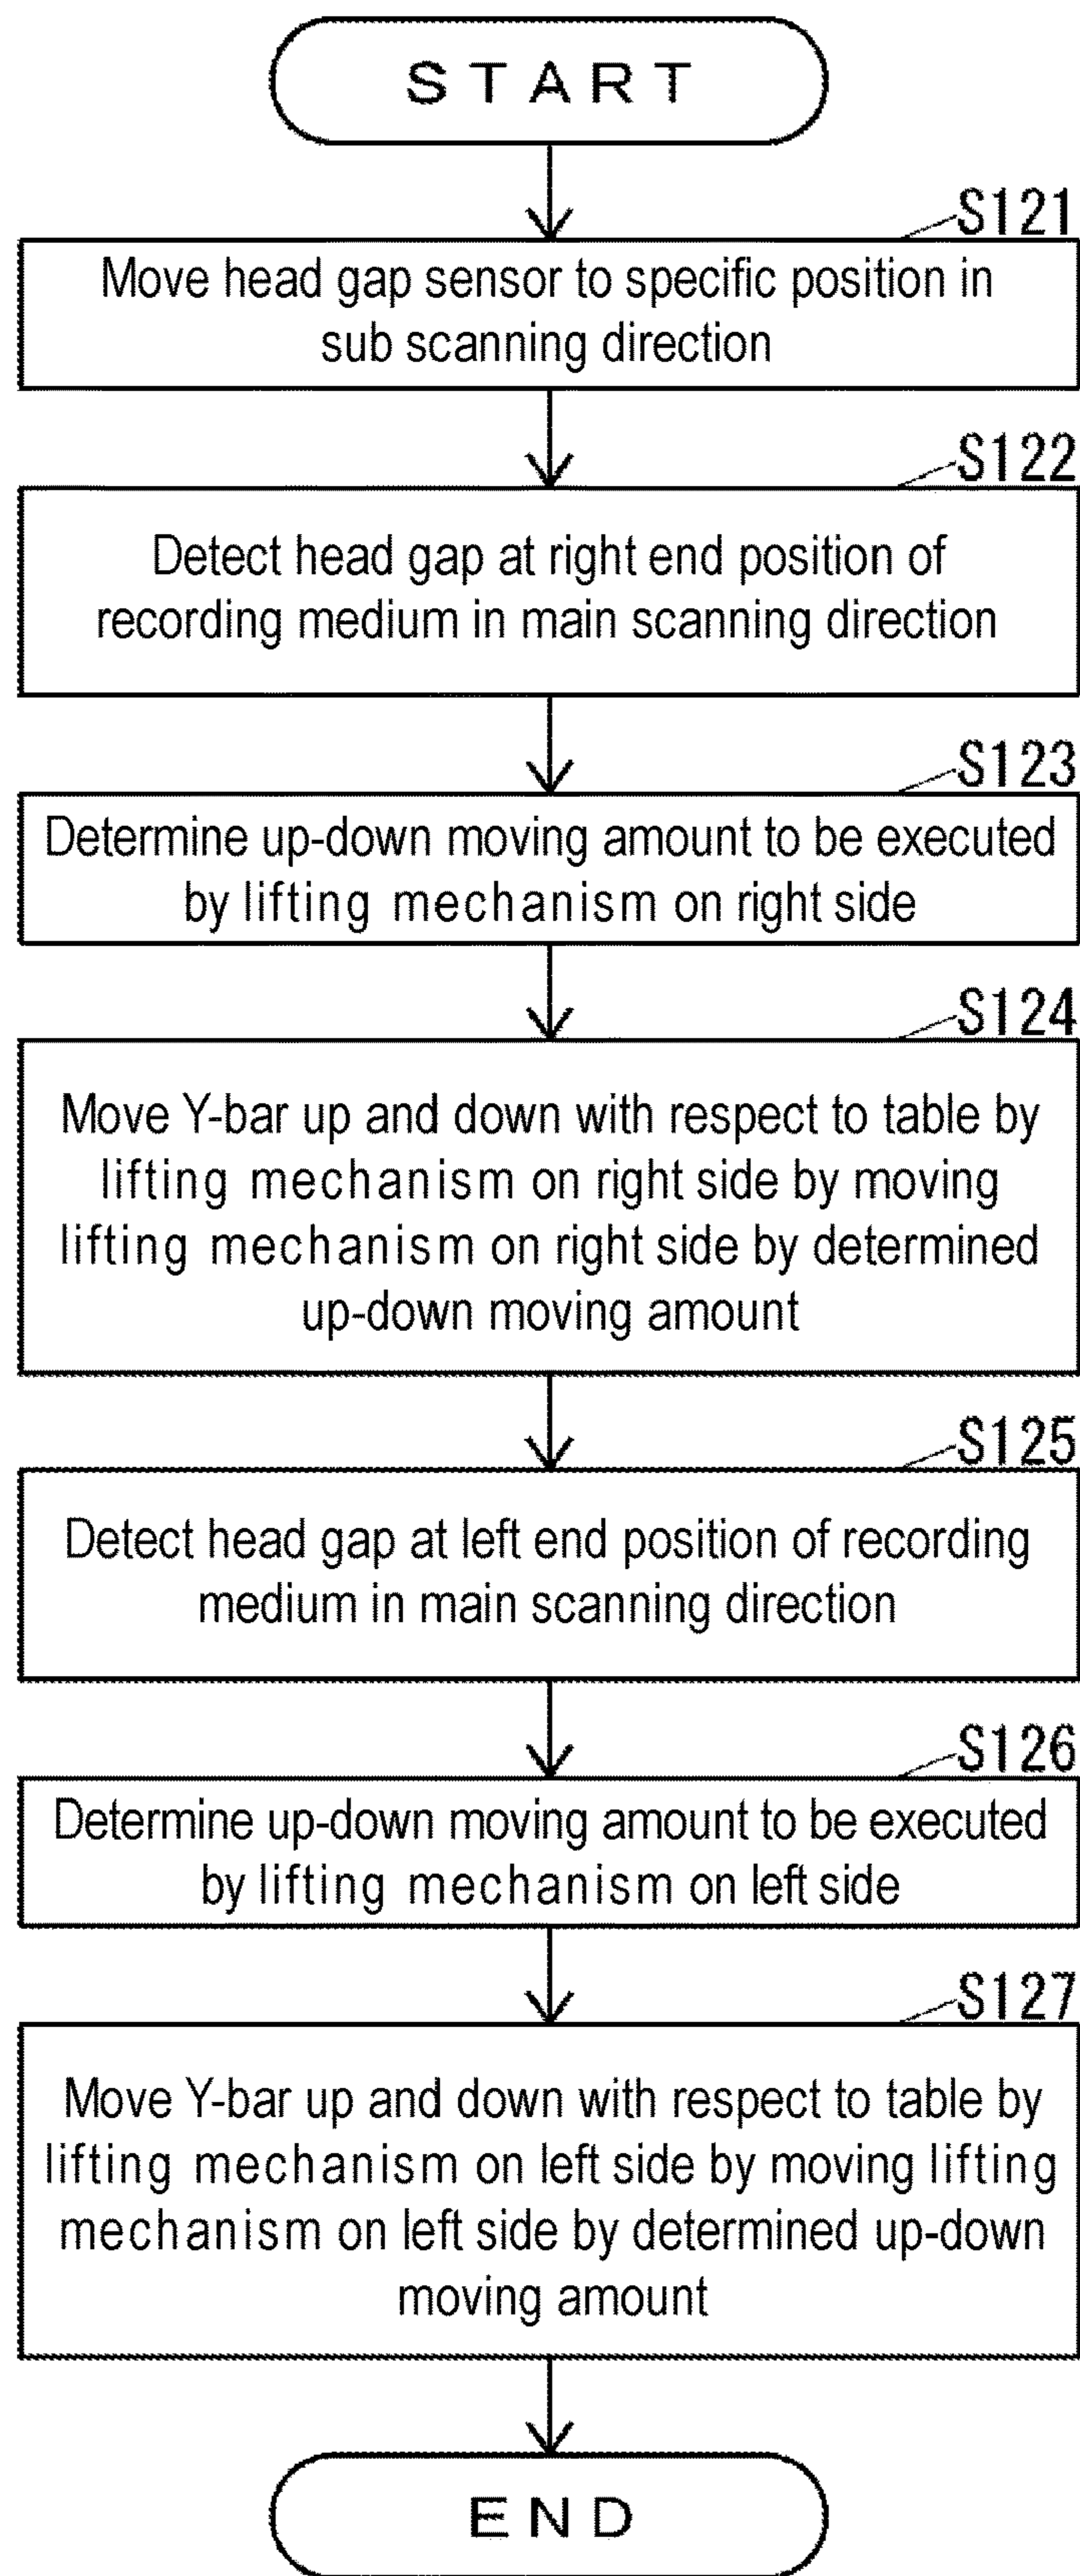 START
S121
Move head gap sensor to specific position in
sub scanning direction
S122
Detect head gap at right end position of
recording medium in main scanning direction
S123
Determine up-down moving amount to be executed
by lifting mechanism on right side
S124
Move Y-bar up and down with respect to table by
lifting mechanism on right side by moving
lifting mechanism on right side by determined
up-down moving amount
S125
Detect head gap at left end position of recording
medium in main scanning direction
S126
Determine up-down moving amount to be executed
by lifting mechanism on left side
S127
Move Y-bar up and down with respect to table by
lifting mechanism on left side by moving lifting
mechanism on left side by determined up-down
moving amount
END